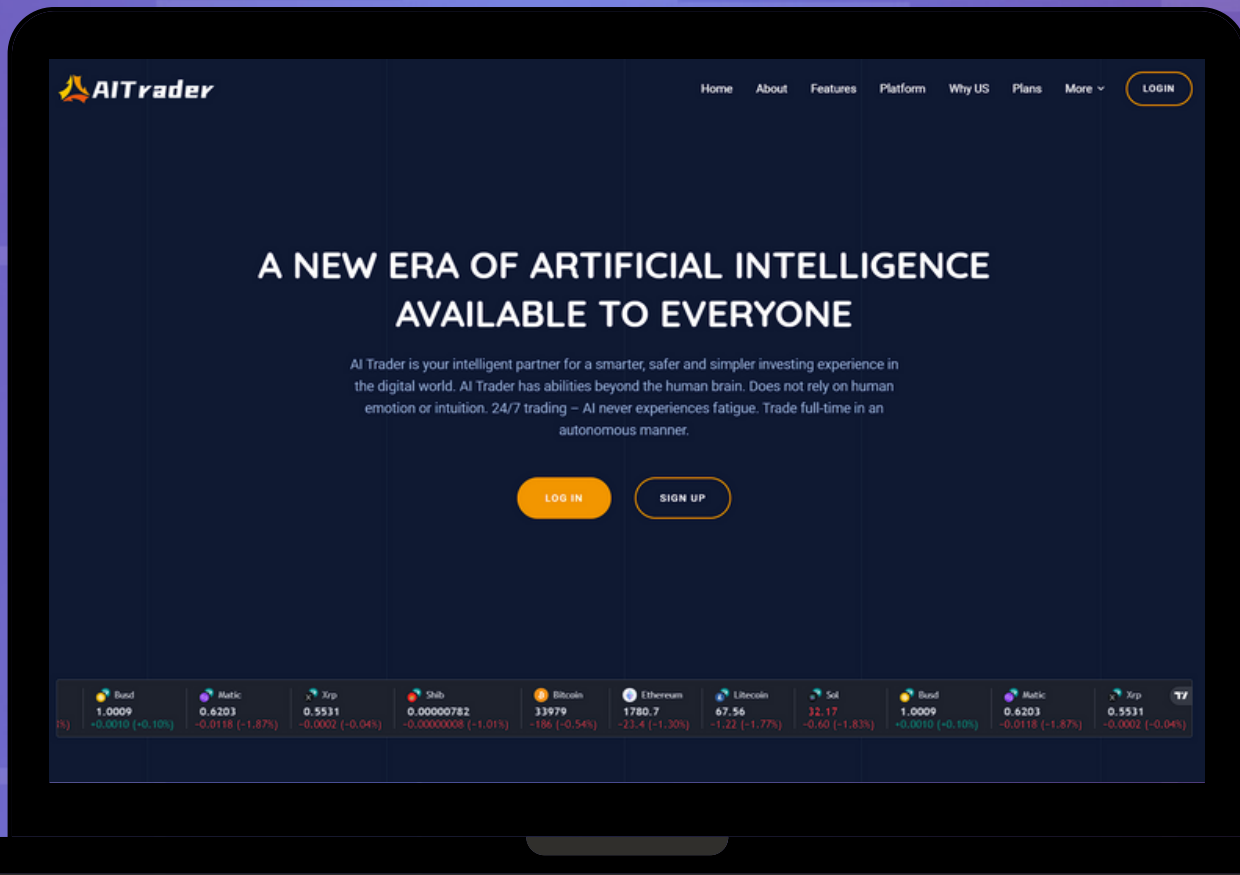 AITrader
Home About Features Platform Why US Plans More LOGIN
A NEW ERA OF ARTIFICIAL INTELLIGENCE
AVAILABLE TO EVERYONE
AI Trader is your intelligent partner for a smarter, safer and simpler investing experience in
the digital world. AI Trader has abilities beyond the human brain. Does not rely on human
emotion or intuition. 24/7 trading – AI never experiences fatigue. Trade full-time in an
autonomous manner.
LOG IN SIGN UP
Busd Matic Xrp Shib Bitcoin Ethereum Litecoin Sol Busd Matic Xrp
1.0009 0.6203 0.5531 0.00000782 33979 1780.7 67.56 32.17 1.0009 0.6203 0.5531
+0.0010 (+0.10%) -0.0118 (-1.87%) -0.0002 (-0.04%) -0.00000008 (-1.01%) -186 (-0.54%) -23.4 (-1.30%) -1.22 (-1.77%) -0.60 (-1.83%) +0.0010 (+0.10%) -0.0118 (-1.87%) -0.0002 (-0.04%)